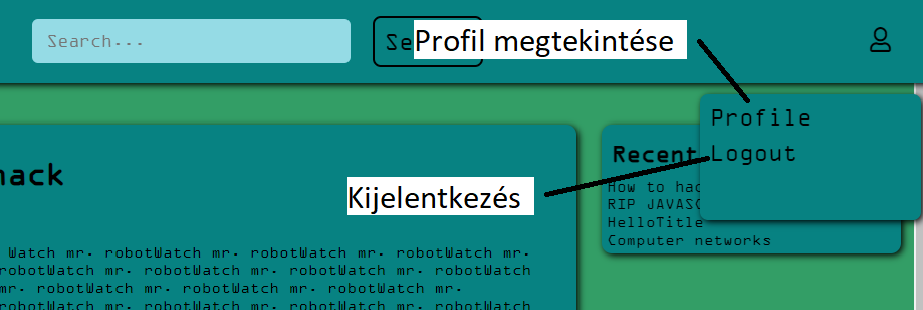 Search...
Se
Profil megtekintése
Profile
Logout
Kijelentkezés
hack
Recent
How to hac
RIP JAVASC
HelloTitle
Computer networks
Watch mr. robotWatch mr. robotWatch mr. robotWatch mr.
robotWatch mr. robotWatch mr. robotWatch mr. robotWatch
mr. robotWatch mr. robotWatch mr. robotWatch mr.
robotWatch mr. robotWatch mr. robotWatch mr. robotWatch